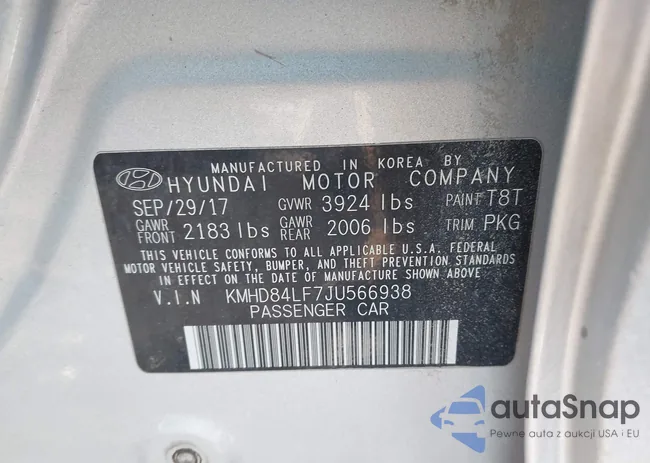 MANUFACTURED IN KOREA BY
HYUNDAI MOTOR COMPANY
SEP/29/17 GVWR 3924 lbs PAINT T8T
GAWR FRONT 2183 lbs GAWR REAR 2006 lbs TRIM PKG
THIS VEHICLE CONFORMS TO ALL APPLICABLE U.S.A. FEDERAL
MOTOR VEHICLE SAFETY, BUMPER, AND THEFT PREVENTION STANDARDS
IN EFFECT ON THE DATE OF MANUFACTURE SHOWN ABOVE.
V.I.N KMHD84LF7JU566938
PASSENGER CAR
autaSnap
Pewne auta z aukcji USA i EU